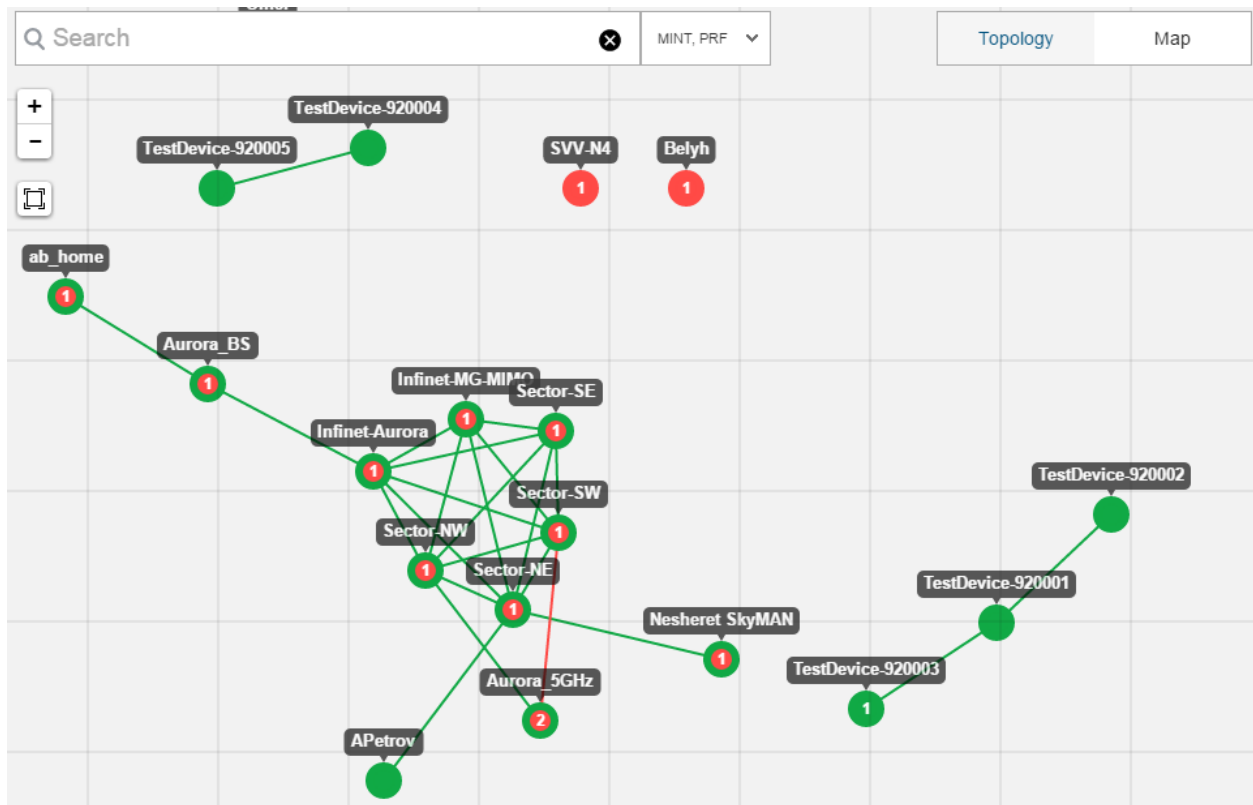 Search
MINT, PRF
Topology
Map
+
−
TestDevice-920004
TestDevice-920005
SVV-N4
Belyh
1
1
ab_home
1
Aurora_BS
1
Infinet-MG-MIMO
Sector-SE
1
1
Infinet-Aurora
1
TestDevice-920002
Sector-SW
1
Sector-NW
1
Sector-NE
1
TestDevice-920001
Nesheret SkyMAN
1
TestDevice-920003
1
Aurora_5GHz
2
APetrov